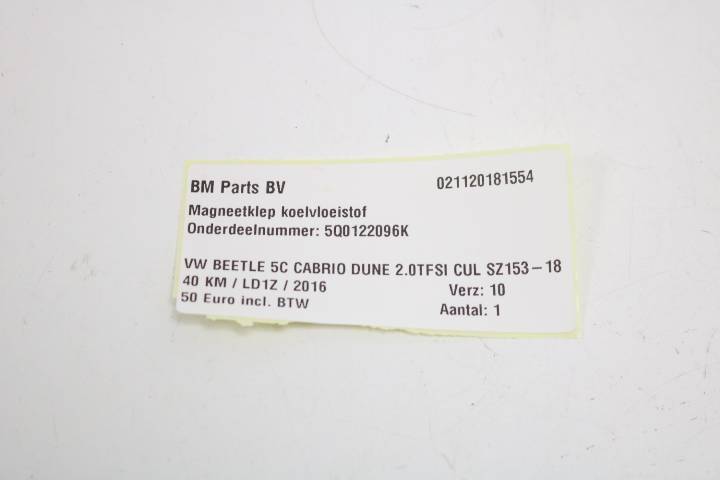 BM Parts BV 021120181554
Magneetklep koelvloeistof
Onderdeelnummer: 5Q0122096K
VW BEETLE 5C CABRIO DUNE 2.0TFSI CUL SZ153-18
40 KM / LD1Z / 2016 Verz: 10
50 Euro incl. BTW Aantal: 1